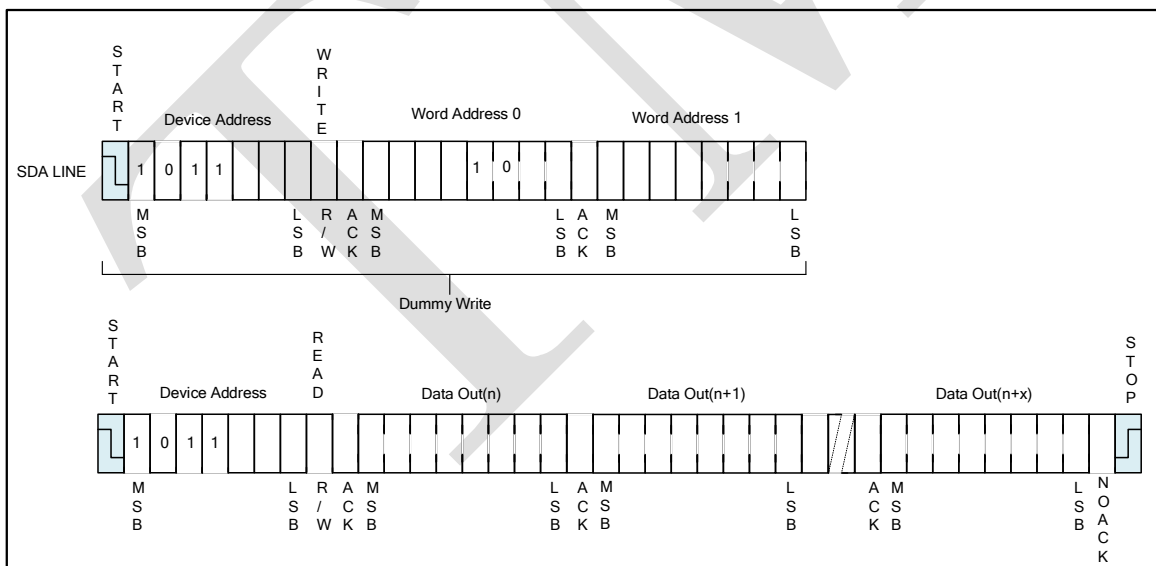 START
WRITE
Device Address
Word Address 0
Word Address 1
SDA LINE
1 0 1 1
1 0
MSB
LSB
R/W
ACK
MSB
LSB
ACK
MSB
LSB
Dummy Write
START
READ
STOP
Device Address
Data Out(n)
Data Out(n+1)
Data Out(n+x)
1 0 1 1
MSB
LSB
R/W
ACK
MSB
LSB
ACK
MSB
LSB
ACK
MSB
LSB
NOACK